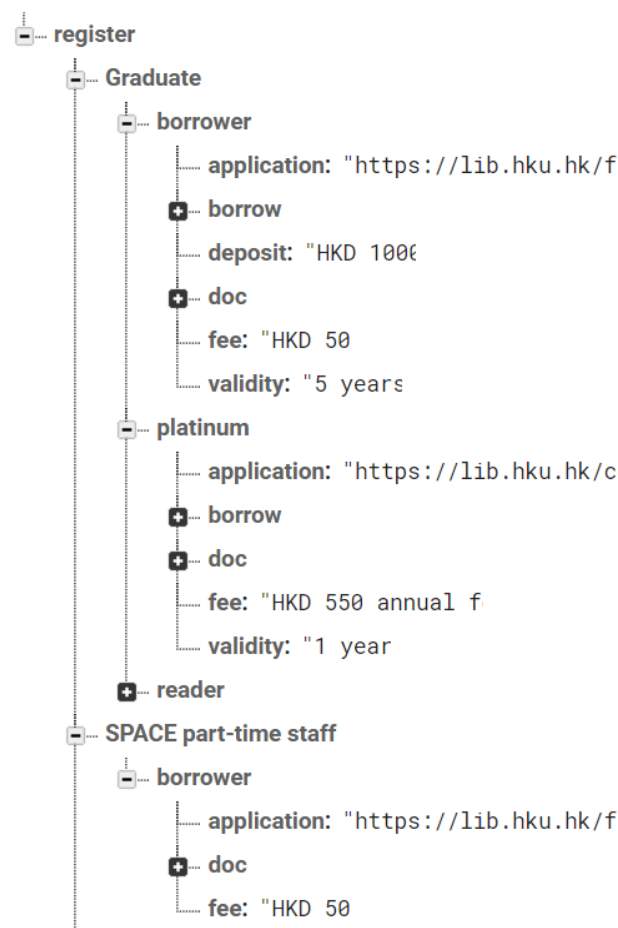 register
Graduate
borrower
application: "https://lib.hku.hk/f
borrow
deposit: "HKD 1000
doc
fee: "HKD 50
validity: "5 years
platinum
application: "https://lib.hku.hk/c
borrow
doc
fee: "HKD 550 annual f
validity: "1 year
reader
SPACE part-time staff
borrower
application: "https://lib.hku.hk/f
doc
fee: "HKD 50